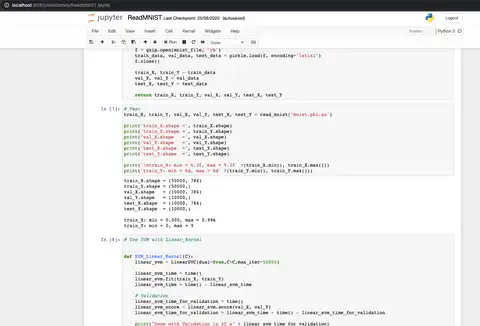 localhost:8080/notebooks/ReadMNIST.ipynb
jupyter ReadMNIST Last Checkpoint: 25/08/2020 (autosaved)
Logout
File Edit View Insert Cell Kernel Widgets Help
Trusted
Python 3
Run
Code
f = gzip.open(mnist_file, 'rb')
train_data, val_data, test_data = pickle.load(f, encoding='latin1')
f.close()
train_X, train_Y = train_data
val_X, val_Y = val_data
test_X, test_Y = test_data
return train_X, train_Y, val_X, val_Y, test_X, test_Y
In [7]: # Test
train_X, train_Y, val_X, val_Y, test_X, test_Y = read_mnist('mnist.pkl.gz')
print('train_X.shape =', train_X.shape)
print('train_Y.shape =', train_Y.shape)
print('val_X.shape =', val_X.shape)
print('val_Y.shape =', val_Y.shape)
print('test_X.shape =', test_X.shape)
print('test_Y.shape =', test_Y.shape)
print('\ntrain_X: min = %.3f, max = %.3f' %(train_X.min(), train_X.max()))
print('train_Y: min = %d, max = %d' %(train_Y.min(), train_Y.max()))
train_X.shape = (50000, 784)
train_Y.shape = (50000,)
val_X.shape = (10000, 784)
val_Y.shape = (10000,)
test_X.shape = (10000, 784)
test_Y.shape = (10000,)
train_X: min = 0.000, max = 0.996
train_Y: min = 0, max = 9
In [8]: # Use SVM with Linear_Kernel
def SVM_Linear_Kernel(C):
linear_svm = LinearSVC(dual=True,C=C,max_iter=50000)
linear_svm_time = time()
linear_svm.fit(train_X, train_Y)
linear_svm_time = time() - linear_svm_time
# Validation
linear_svm_time_for_validation = time()
linear_svm_score = linear_svm.score(val_X, val_Y)
linear_svm_time_for_validation = linear_svm_time - time() - linear_svm_time_for_validation
print("Done with Validation in %f s" % linear_svm_time_for_validation)